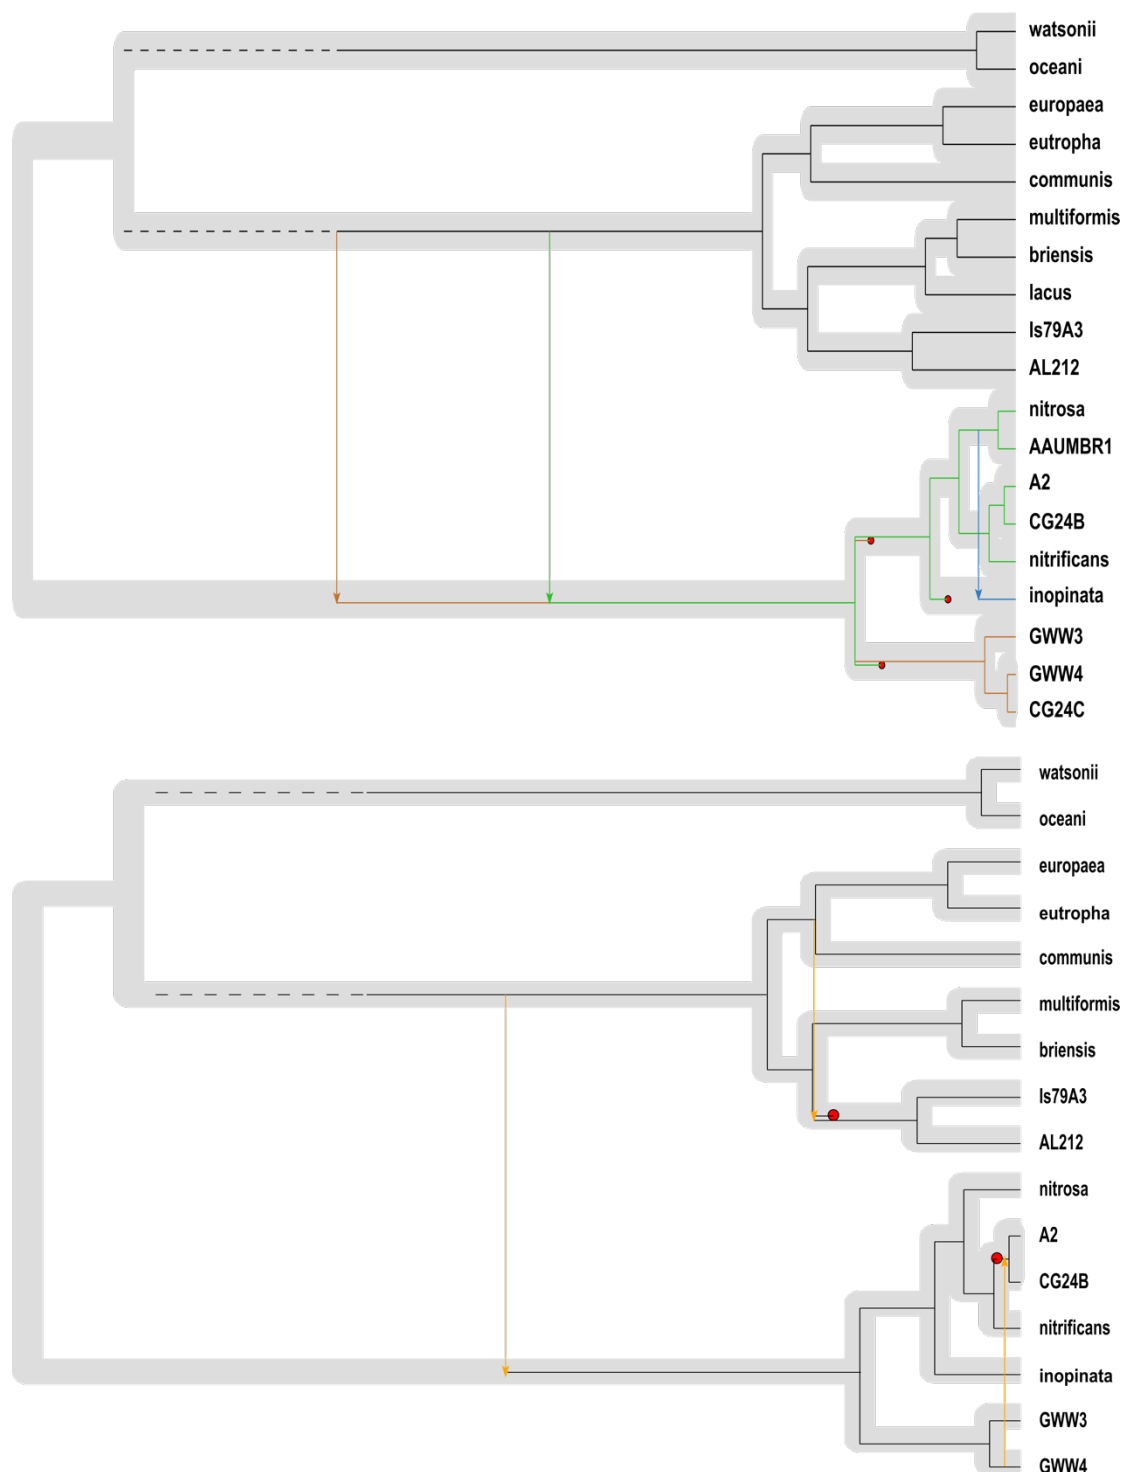 watsonii
oceani
europaea
eutropha
communis
multiformis
briensis
lacus
Is79A3
AL212
nitrosa
AAUMBR1
A2
CG24B
nitrificans
inopinata
GWW3
GWW4
CG24C
watsonii
oceani
europaea
eutropha
communis
multiformis
briensis
Is79A3
AL212
nitrosa
A2
CG24B
nitrificans
inopinata
GWW3
GWW4